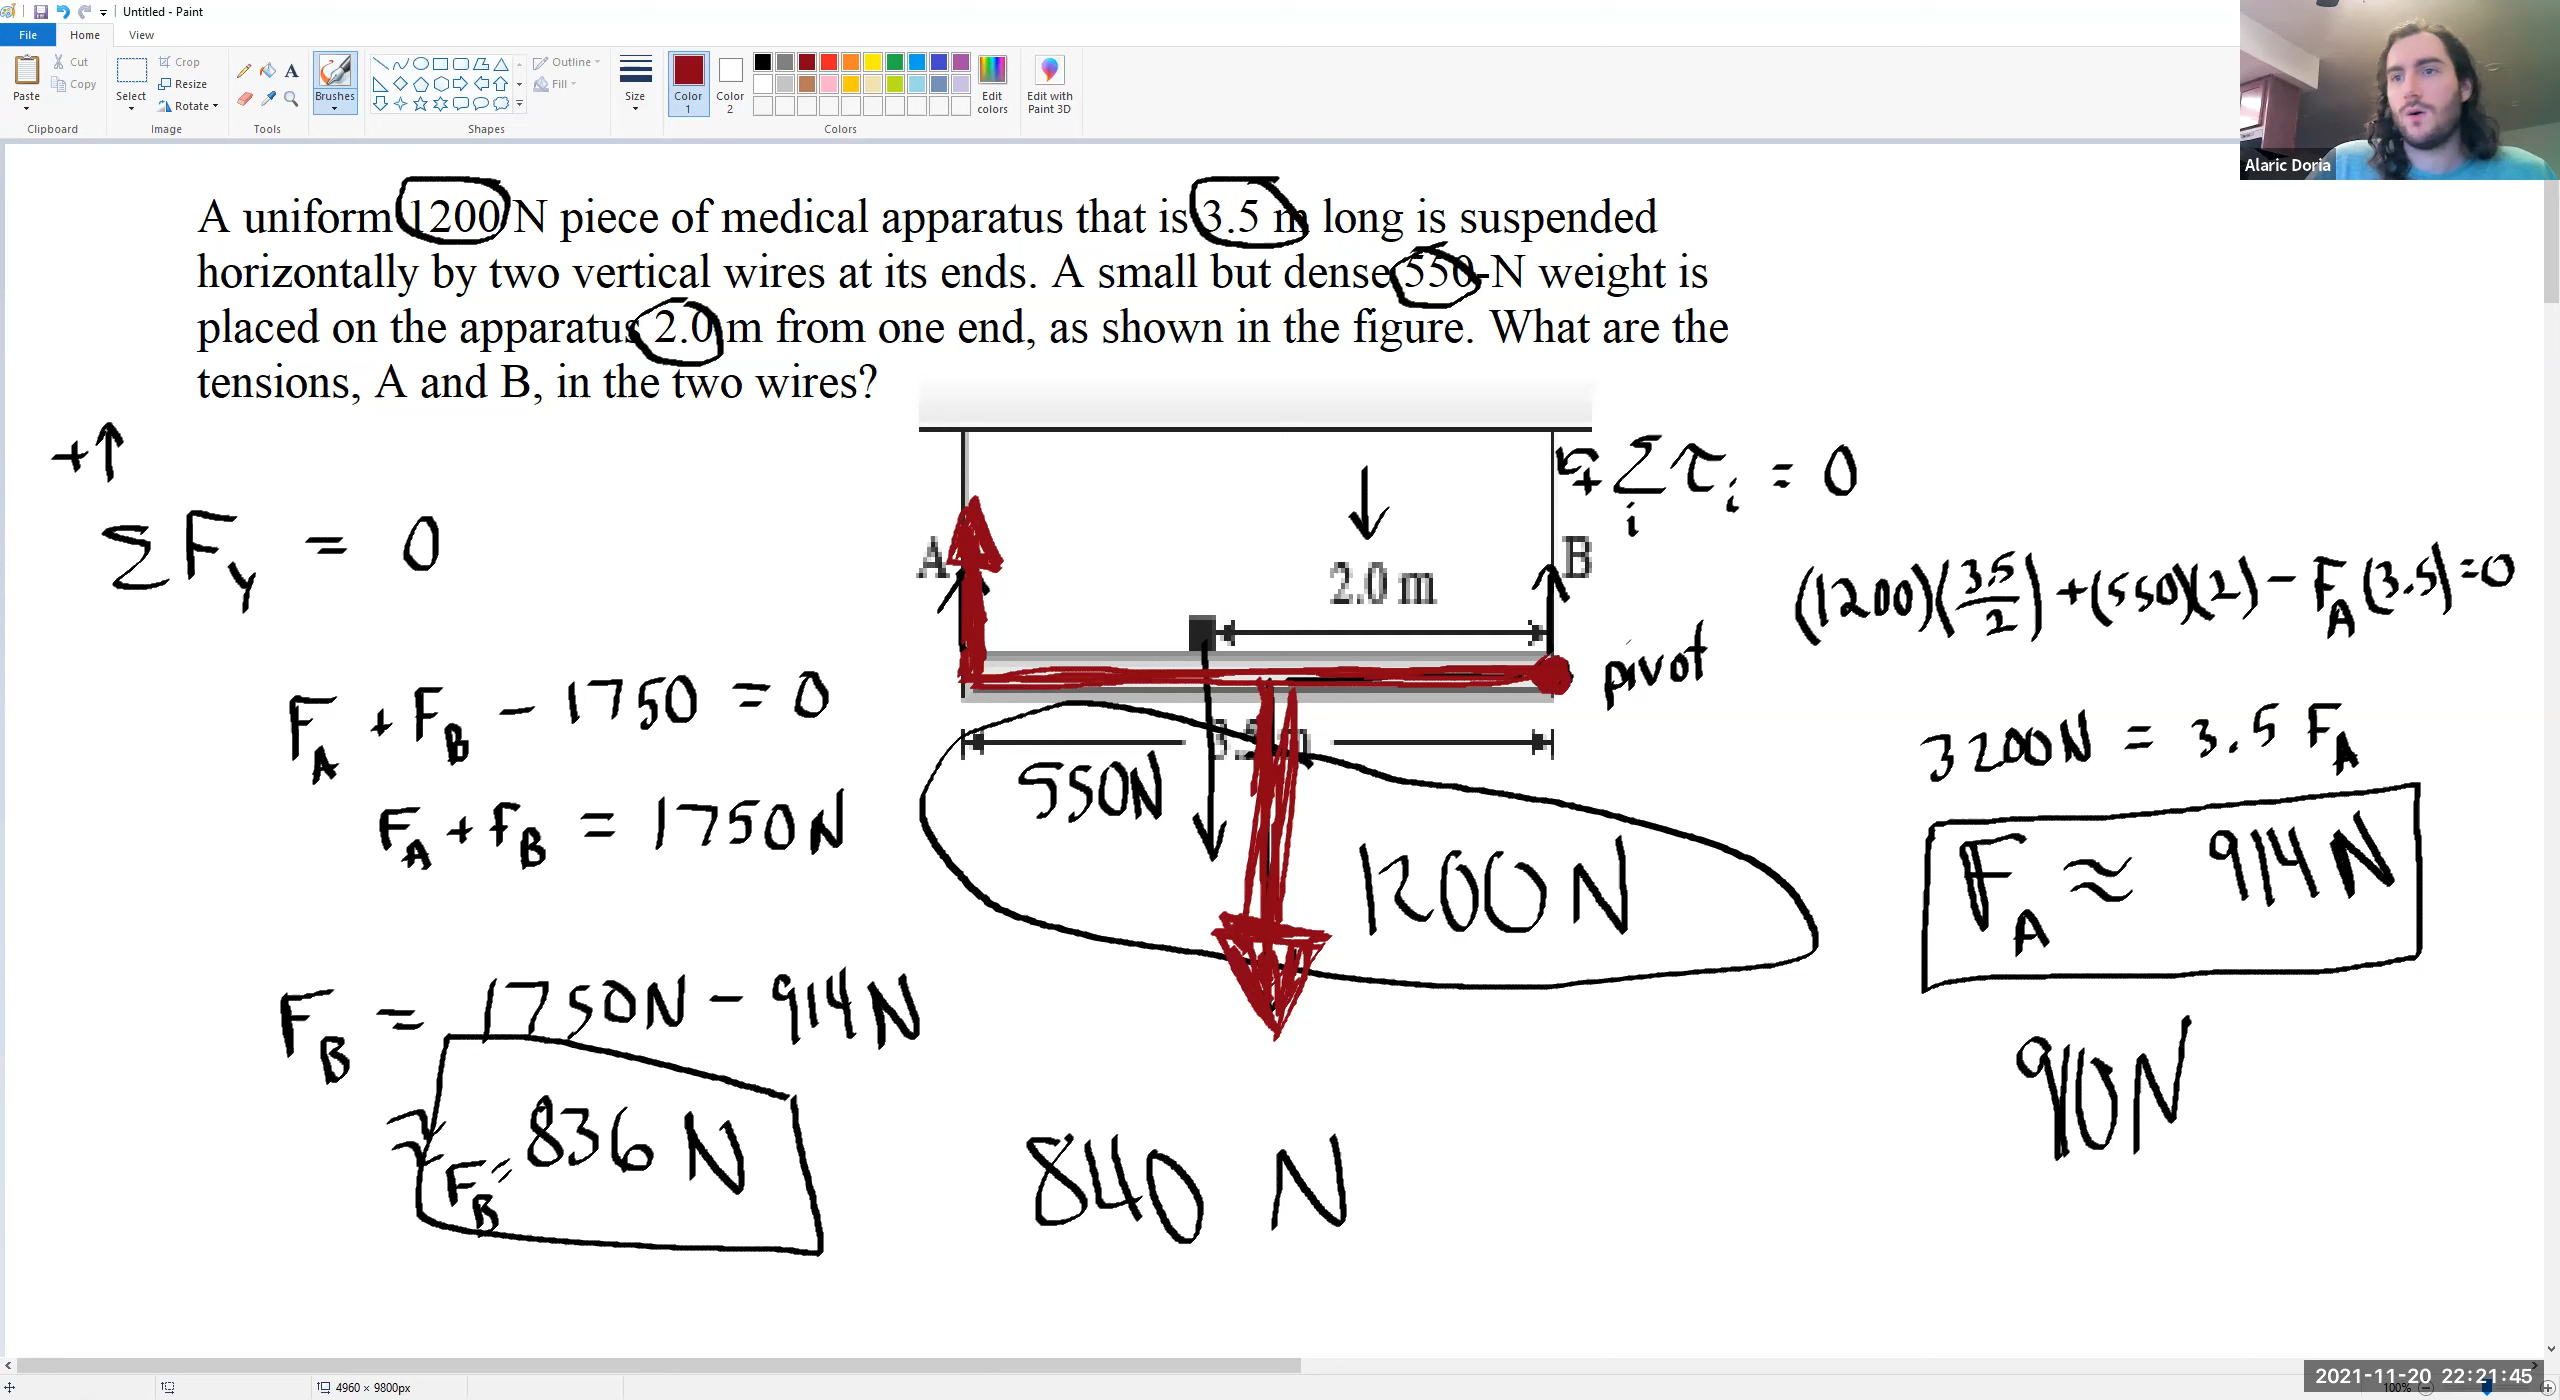 Untitled - Paint
File Home View
Paste Cut Copy Clipboard
Select Crop Resize Rotate Image
Tools
Brushes
Outline Fill Shapes
Size
Color 1
Color 2
Edit colors
Edit with Paint 3D
Colors
Alaric Doria
A uniform 1200 N piece of medical apparatus that is 3.5 m long is suspended
horizontally by two vertical wires at its ends. A small but dense 550-N weight is
placed on the apparatus 2.0 m from one end, as shown in the figure. What are the
tensions, A and B, in the two wires?
+↑
ΣF_y = 0
F_A + F_B - 1750 = 0
F_A + F_B = 1750N
F_B = 1750N - 914N
≈
F_B = 836 N
840 N
A
B
2.0 m
550N
1200N
pivot
+ Σ_i τ_i = 0
(1200)(3.5/2) + (550)(2) - F_A(3.5) = 0
3200N = 3.5 F_A
F_A ≈ 914N
910N
4960 × 9800px
100%
2021-11-20 22:21:45